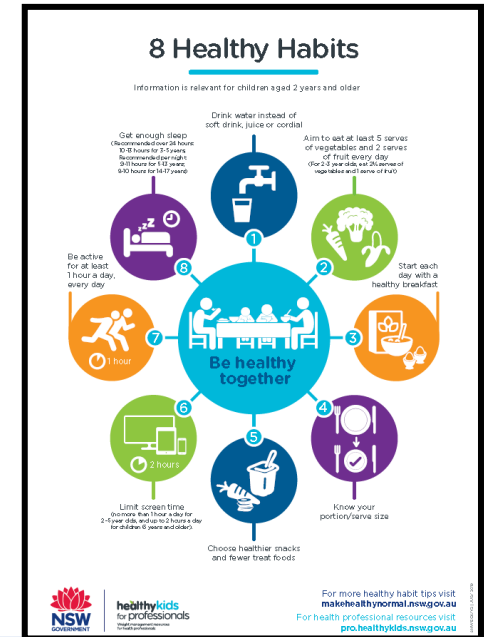 8 Healthy Habits
Information is relevant for children aged 2 years and older
Drink water instead of
soft drink, juice or cordial
1
Aim to eat at least 5 serves
of vegetables and 2 serves
of fruit every day
(For 2-3 year olds, eat 2½ serves of
vegetables and 1 serve of fruit)
2
Start each
day with a
healthy breakfast
3
4
Know your
portion/serve size
5
Choose healthier snacks
and fewer treat foods
6
2 hours
Limit screen time
(no more than 1 hour a day for
2-5 year olds, and up to 2 hours a day
for children 6 years and older).
Be active
for at least
1 hour a day,
every day
7
1 hour
Get enough sleep
(Recommended over 24 hours:
10-13 hours for 3-5 years;
Recommended per night:
9-11 hours for 5-13 years;
8-10 hours for 14-17 years)
zzZ
8
Be healthy
together
NSW
GOVERNMENT
healthykids
for professionals
Weight management resources
for health professionals
For more healthy habit tips visit
makehealthynormal.nsw.gov.au
For health professional resources visit
pro.healthykids.nsw.gov.au